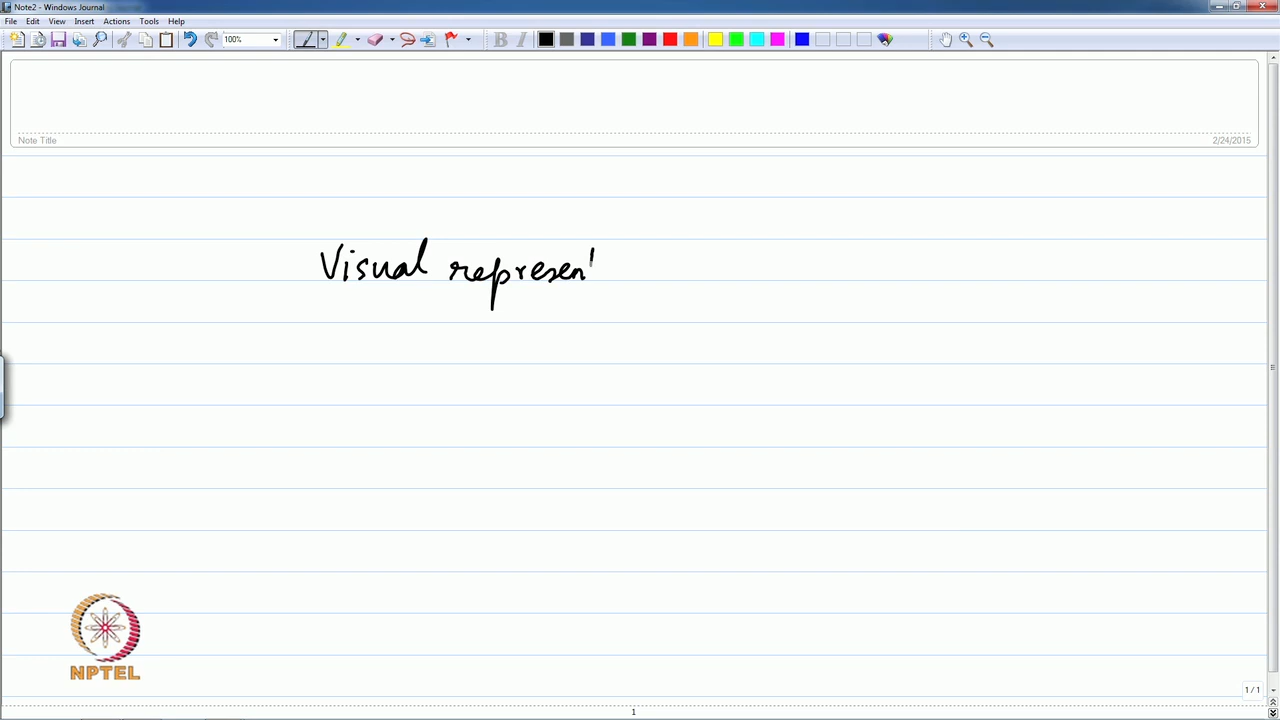 Note2 - Windows Journal
File Edit View Insert Actions Tools Help
100%
Note Title
2/24/2015
Visual represen
NPTEL
1 / 1
1